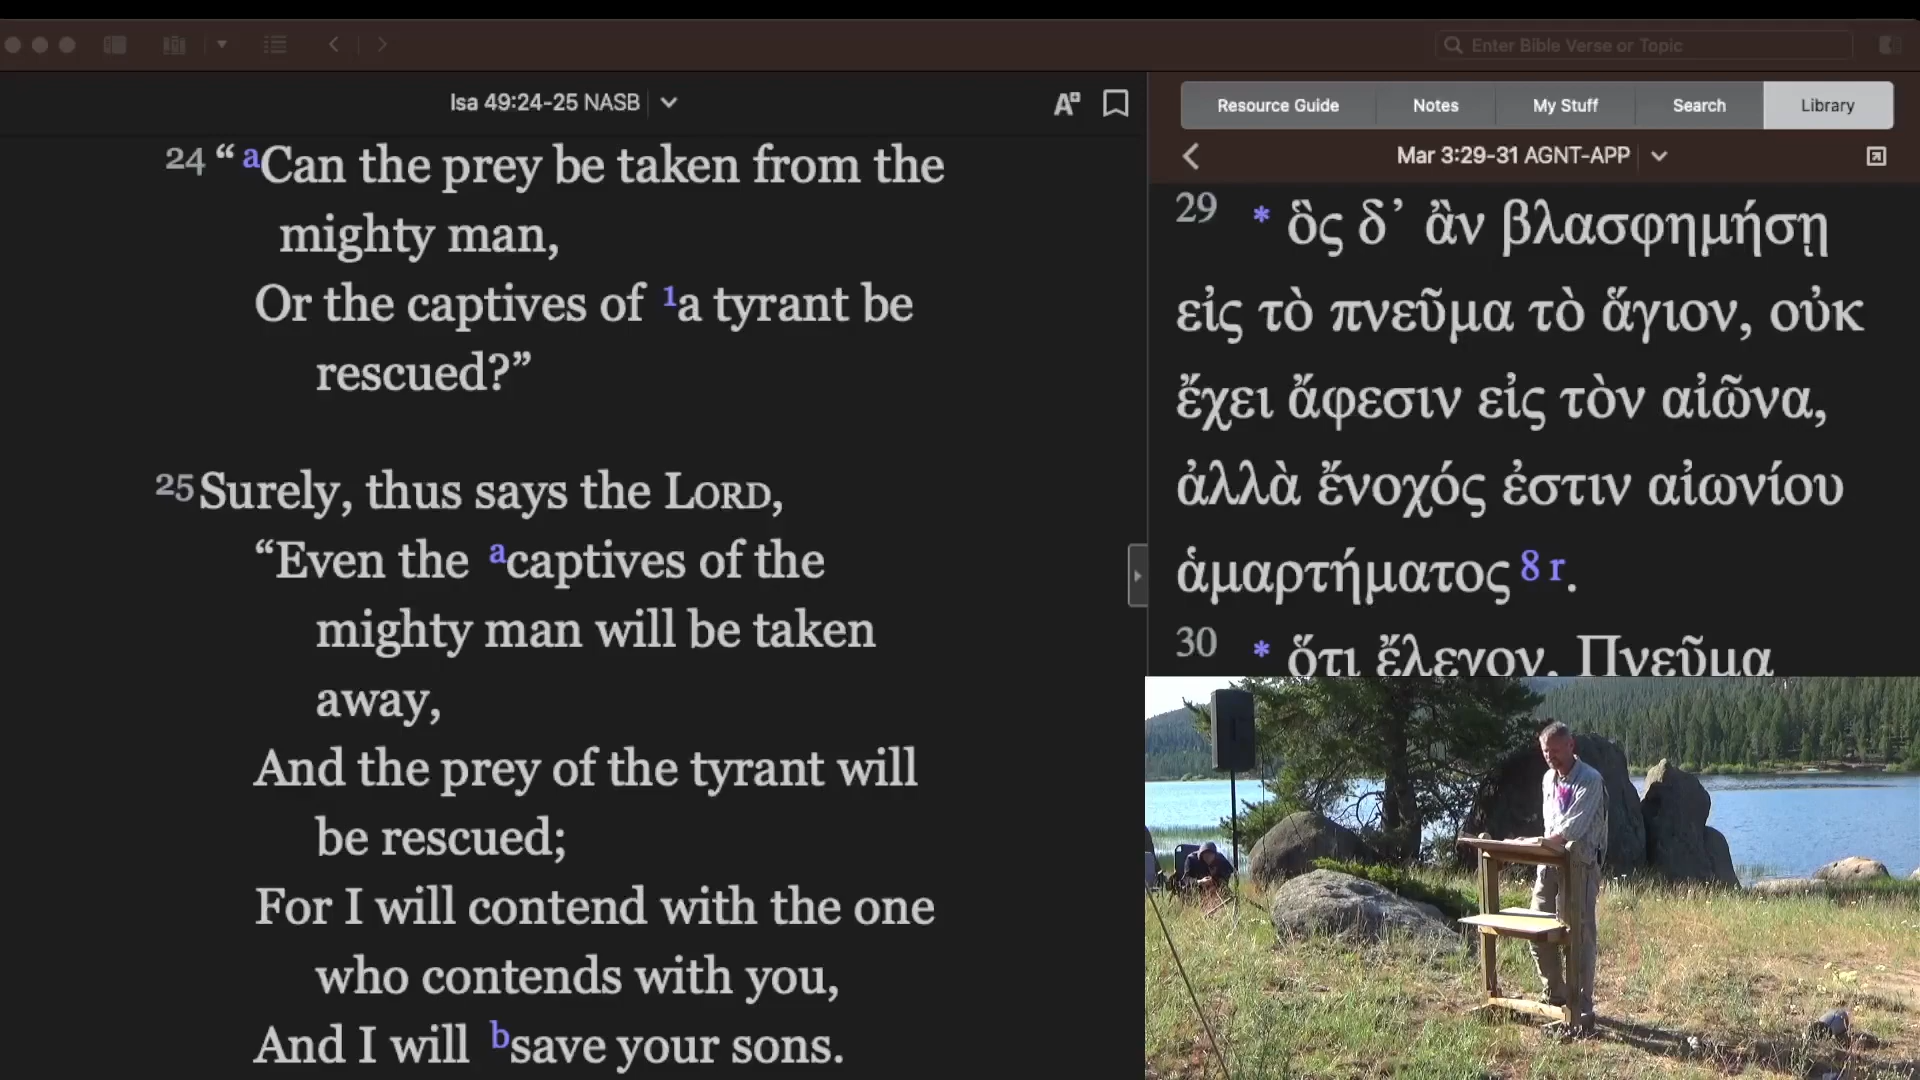 Enter Bible Verse or Topic
Isa 49:24-25 NASB
24 “ aCan the prey be taken from the
mighty man,
Or the captives of 1a tyrant be
rescued?”
25 Surely, thus says the LORD,
“Even the acaptives of the
mighty man will be taken
away,
And the prey of the tyrant will
be rescued;
For I will contend with the one
who contends with you,
And I will bsave your sons.
Resource Guide Notes My Stuff Search Library
Mar 3:29-31 AGNT-APP
29 * ὃς δ’ ἂν βλασφημήσῃ
εἰς τὸ πνεῦμα τὸ ἅγιον, οὐκ
ἔχει ἄφεσιν εἰς τὸν αἰῶνα,
ἀλλὰ ἔνοχός ἐστιν αἰωνίου
ἁμαρτήματος 8 r.
30 * ὅτι ἔλεγον, Πνεῦμα